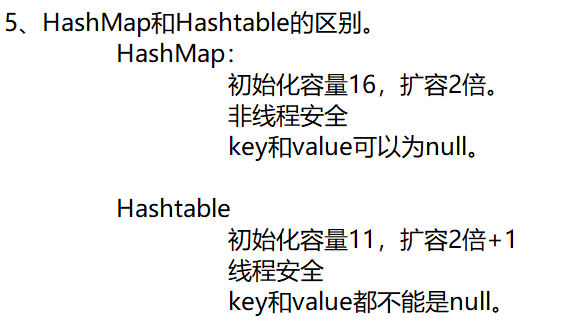 5、HashMap和Hashtable的区别。
HashMap:
初始化容量16，扩容2倍。
非线程安全
key和value可以为null。
Hashtable
初始化容量11，扩容2倍+1
线程安全
key和value都不能是null。